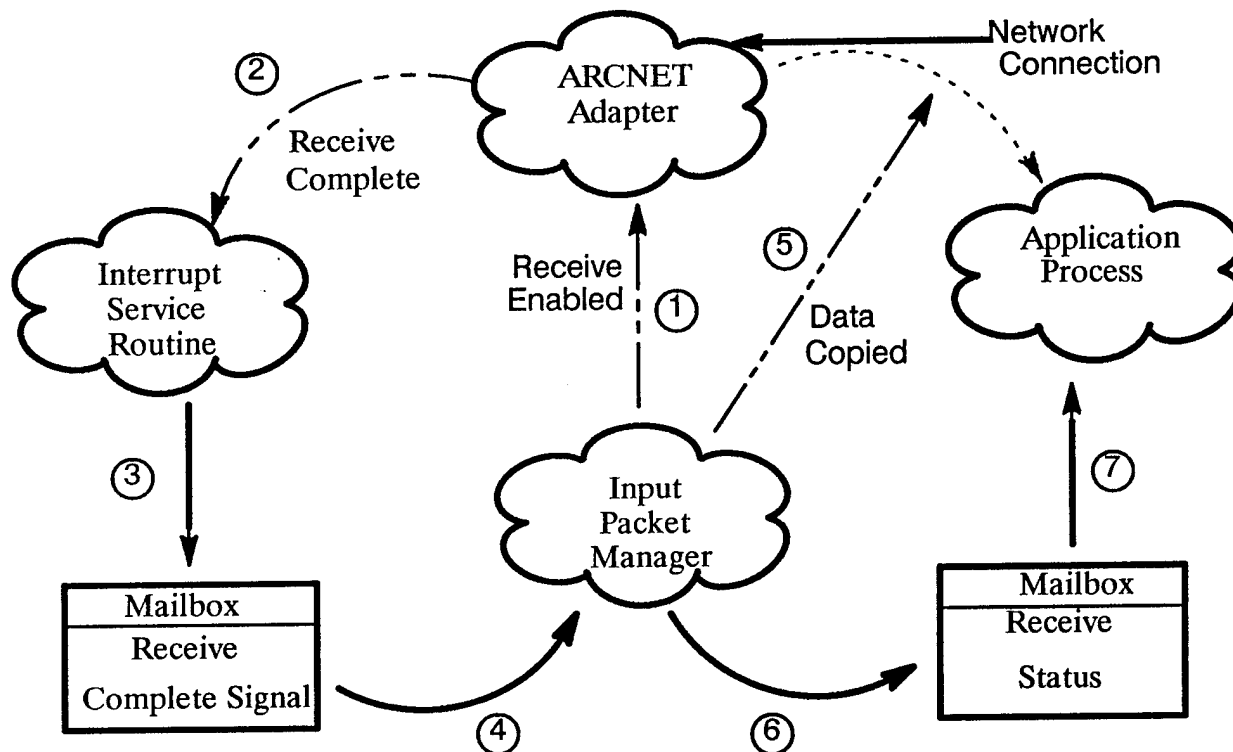 Network
Connection
②
ARCNET
Adapter
Receive
Complete
Interrupt
Service
Routine
Receive
Enabled
①
⑤
Data
Copied
Application
Process
③
Input
Packet
Manager
⑦
Mailbox
Receive
Complete Signal
Mailbox
Receive
Status
④
⑥